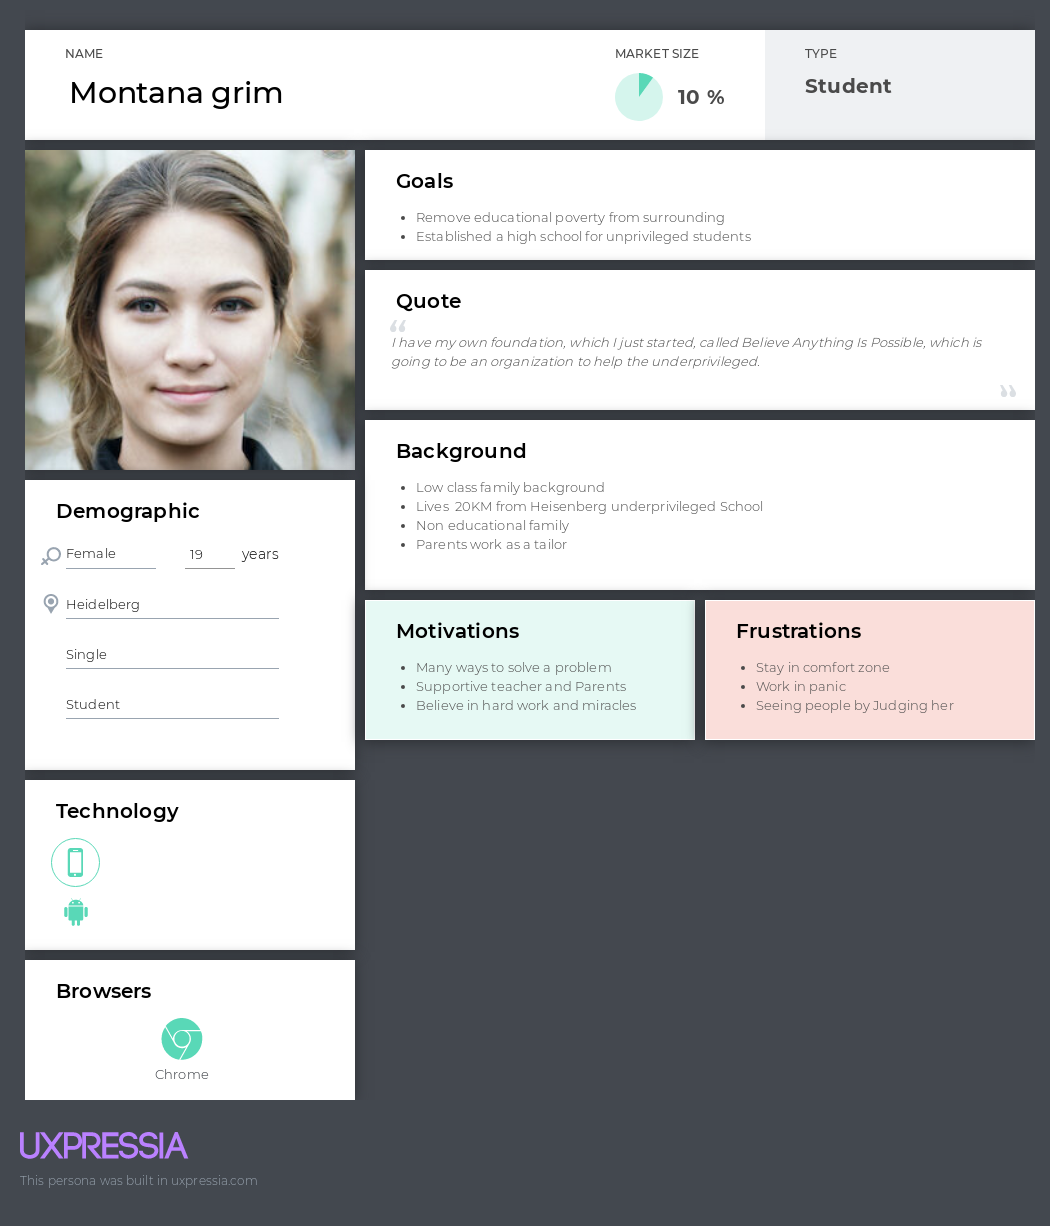 NAME
Montana grim
MARKET SIZE
10 %
TYPE
Student
Goals
Remove educational poverty from surrounding
Established a high school for unprivileged students
Quote
“
I have my own foundation, which I just started, called Believe Anything Is Possible, which is
going to be an organization to help the underprivileged.
”
Background
Low class family background
Lives 20KM from Heisenberg underprivileged School
Non educational family
Parents work as a tailor
Demographic
Female
19 years
Heidelberg
Single
Student
Motivations
Many ways to solve a problem
Supportive teacher and Parents
Believe in hard work and miracles
Frustrations
Stay in comfort zone
Work in panic
Seeing people by Judging her
Technology
Browsers
Chrome
UXPRESSIA
This persona was built in uxpressia.com